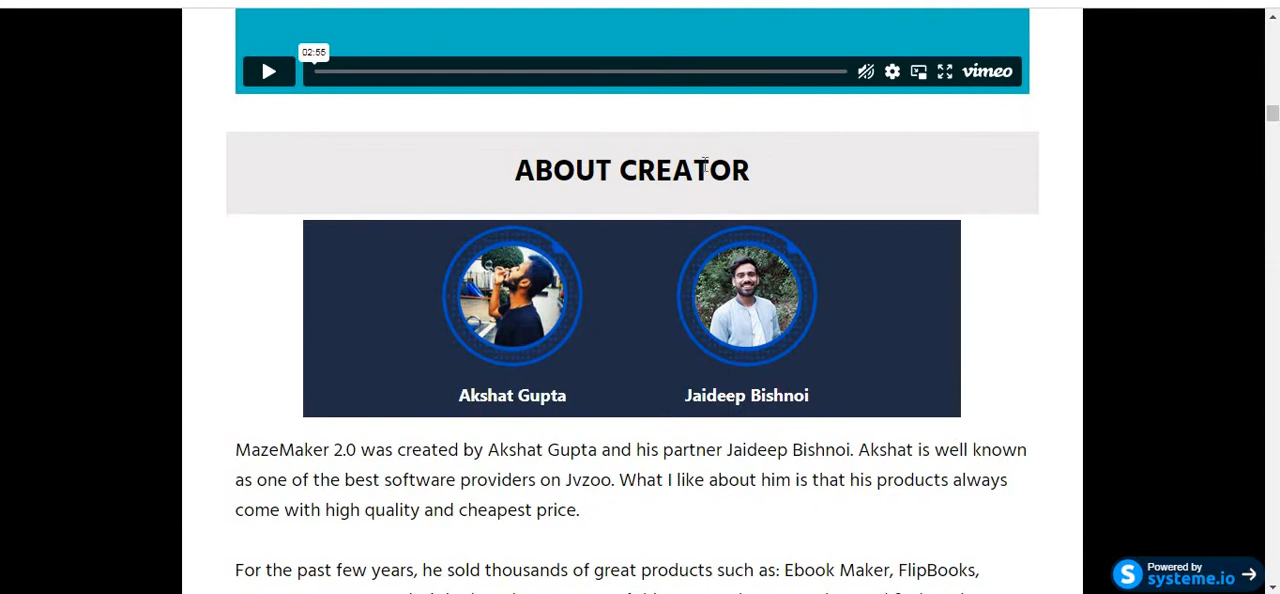 02:55
vimeo
ABOUT CREATOR
Akshat Gupta
Jaideep Bishnoi
MazeMaker 2.0 was created by Akshat Gupta and his partner Jaideep Bishnoi. Akshat is well known
as one of the best software providers on Jvzoo. What I like about him is that his products always
come with high quality and cheapest price.
For the past few years, he sold thousands of great products such as: Ebook Maker, FlipBooks,
Powered by
systeme.io